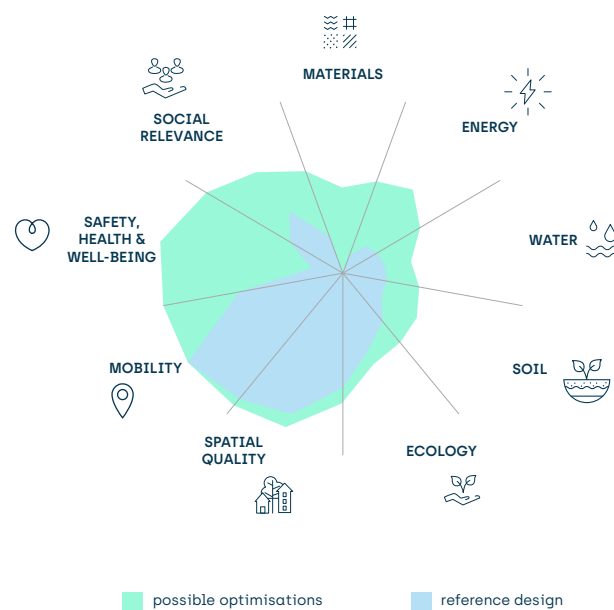 MATERIALS
ENERGY
SOCIAL
RELEVANCE
WATER
SAFETY,
HEALTH &
WELL-BEING
SOIL
MOBILITY
ECOLOGY
SPATIAL
QUALITY
possible optimisations
reference design